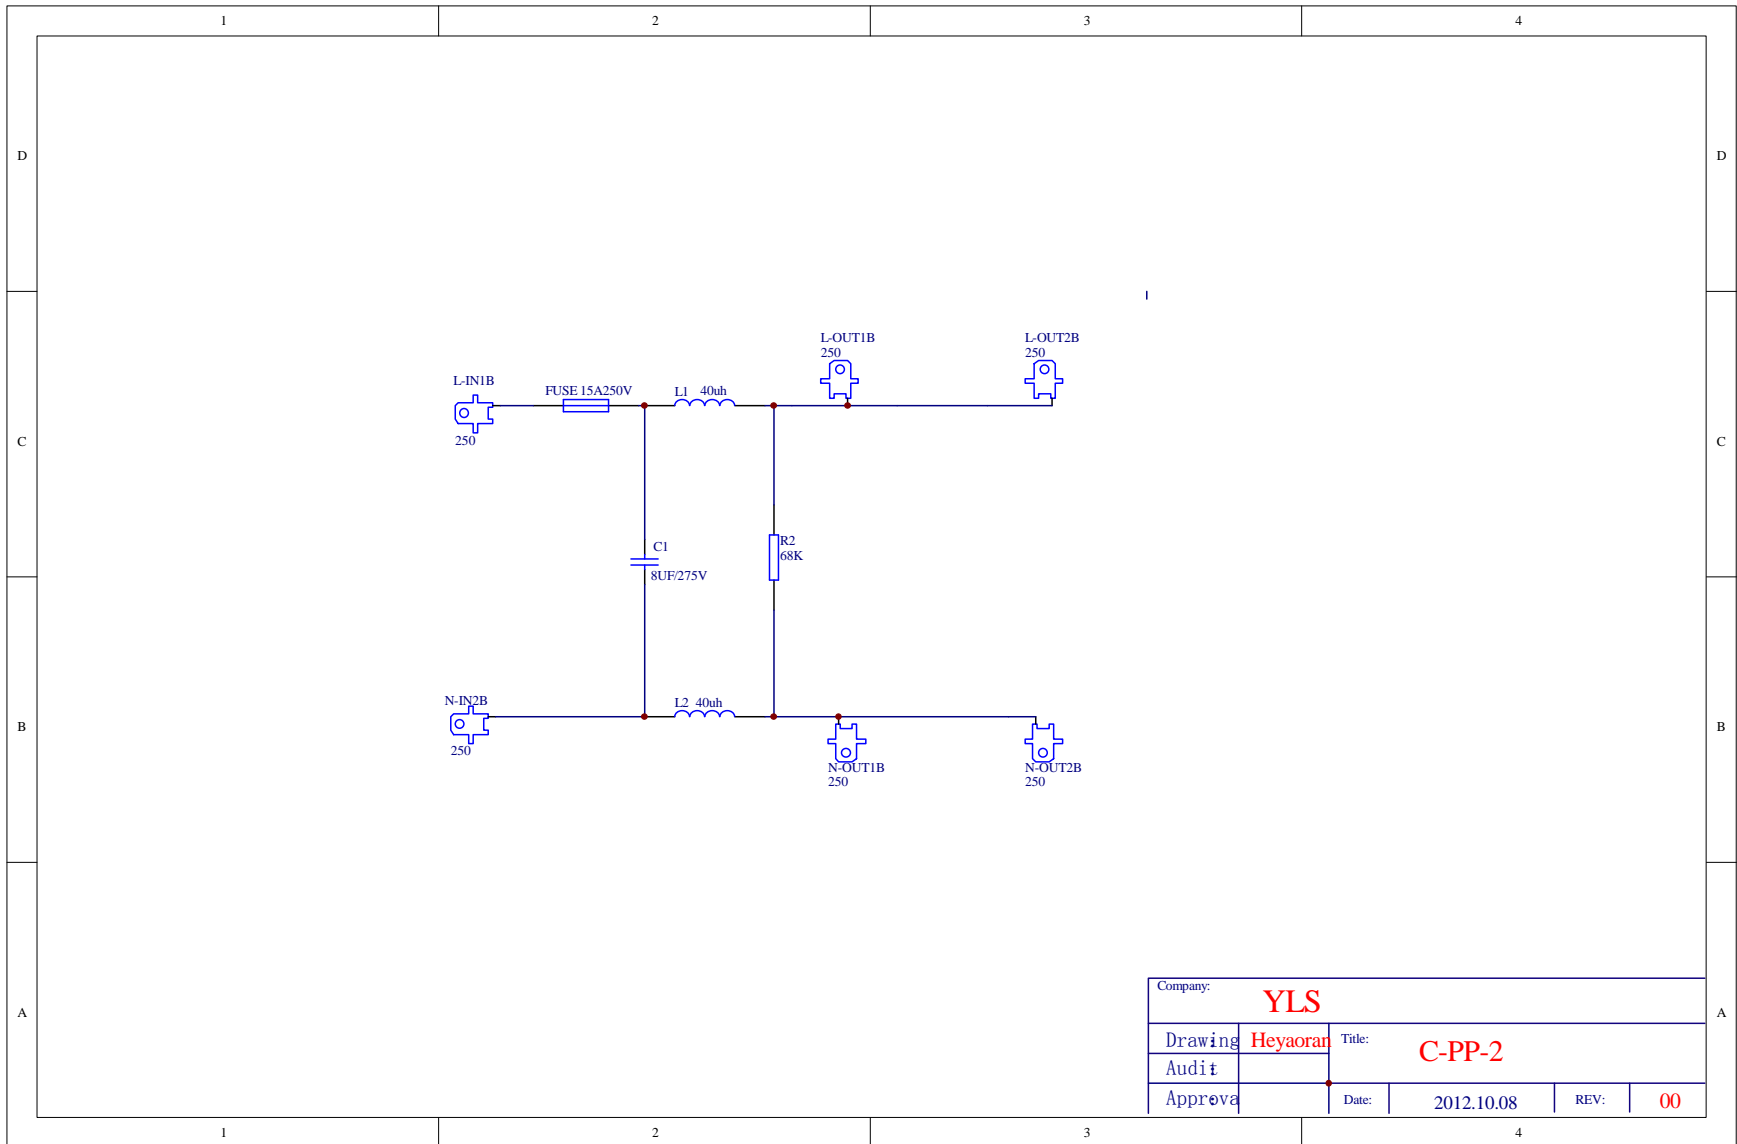 1 2 3 4
D D
L-OUT1B L-OUT2B
250 250
L-IN1B FUSE 15A250V L1 40uh
250
C C
R2
C1 68K
8UF/275V
N-IN2B L2 40uh
250
B B
N-OUT1B N-OUT2B
250 250
Company: YLS
A A
Drawing: Heyaoran Title: C-PP-2
Audit:
Approva: Date: 2012.10.08 REV: 00
1 2 3 4